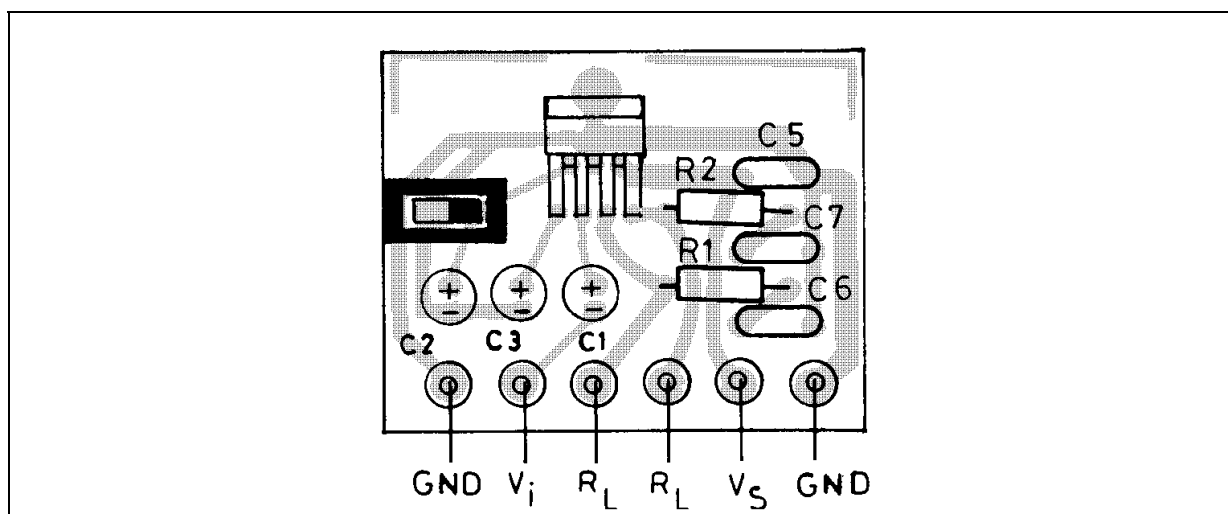 C5
R2
C7
R1
C6
+ + +
− − −
C2 C3 C1
GND Vi RL RL VS GND